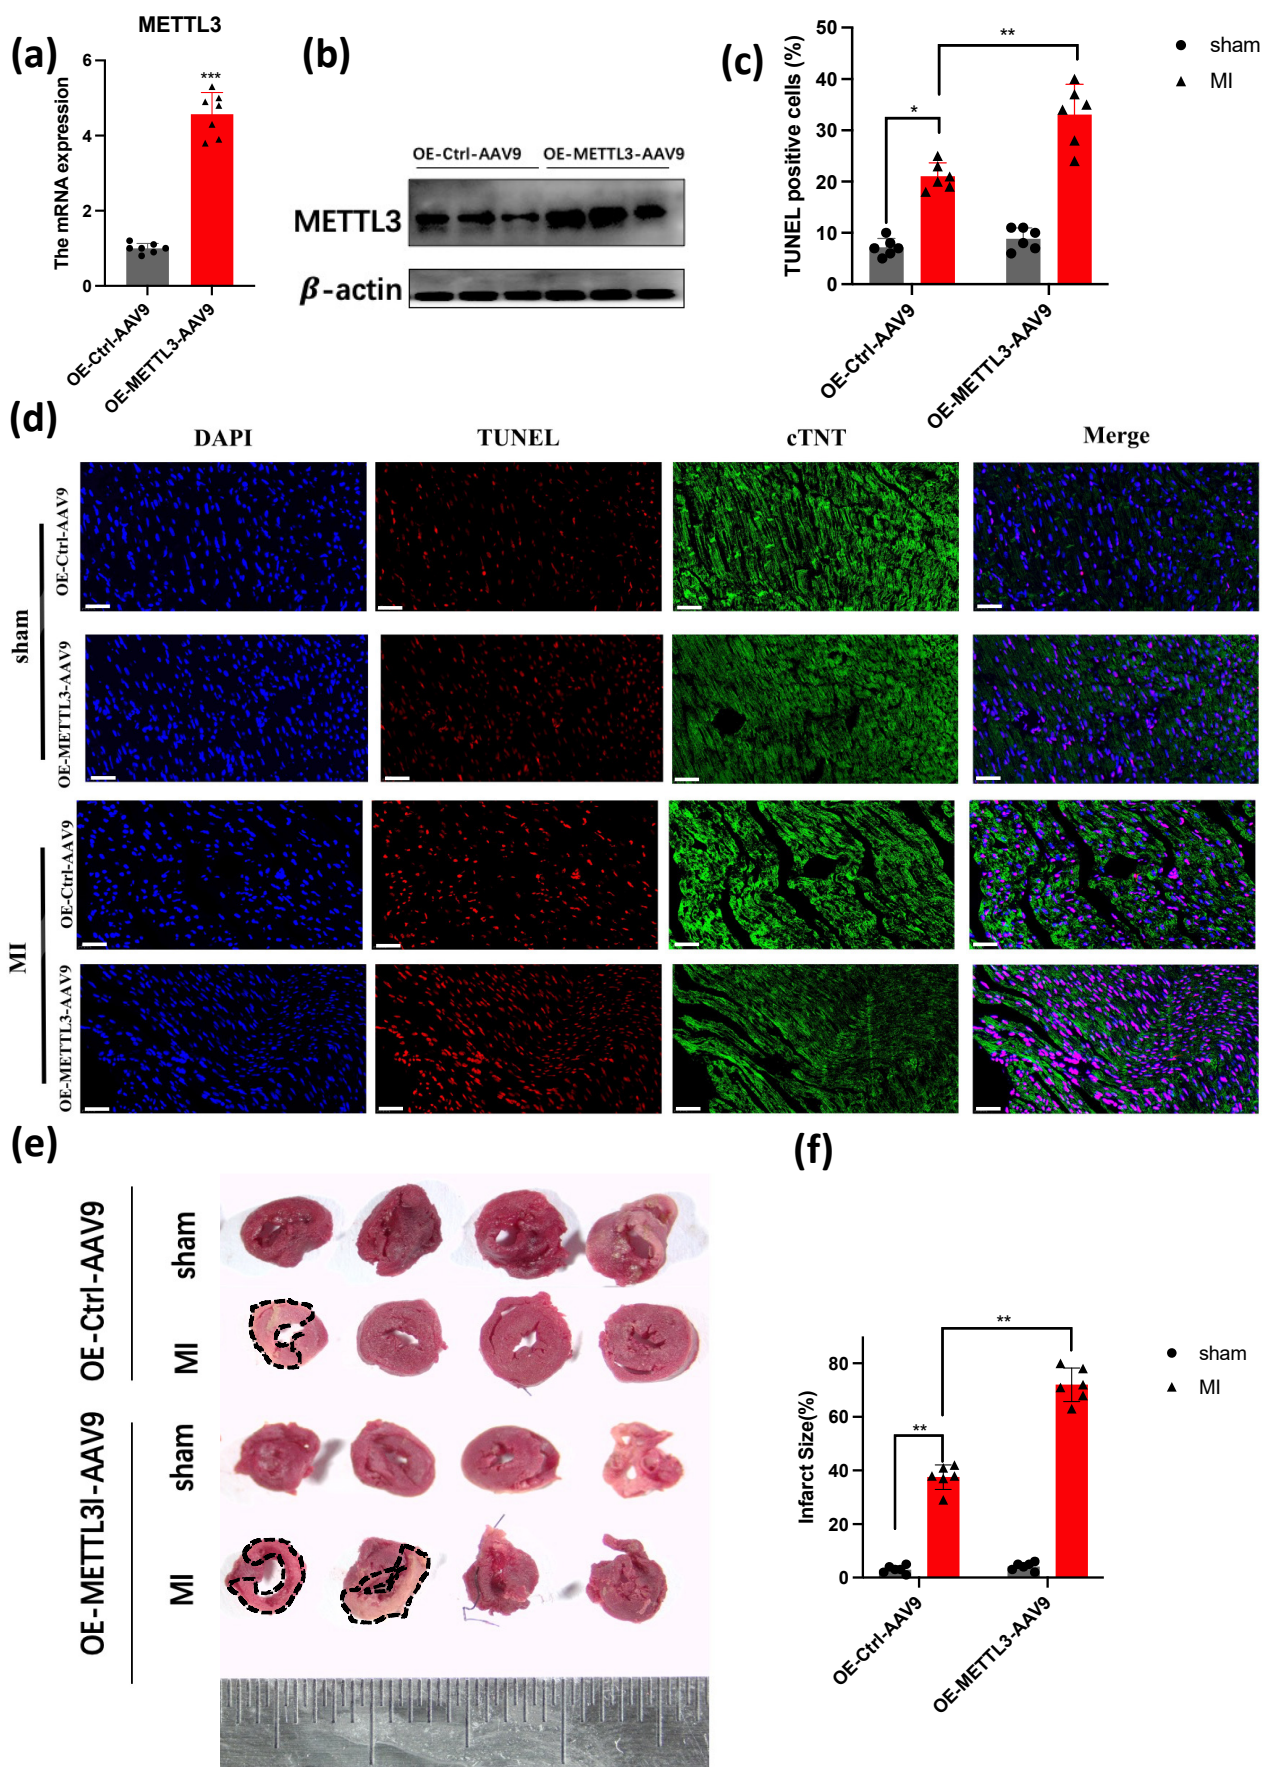 (a)
METTL3
The mRNA expression
6
4
2
0
***
OE-Ctrl-AAV9
OE-METTL3-AAV9
(b)
OE-Ctrl-AAV9 OE-METTL3-AAV9
METTL3
β-actin
(c)
TUNEL positive cells (%)
50
40
30
20
10
0
*
**
sham
MI
OE-Ctrl-AAV9
OE-METTL3-AAV9
(d)
DAPI TUNEL cTNT Merge
sham
OE-Ctrl-AAV9
OE-METTL3-AAV9
MI
OE-Ctrl-AAV9
OE-METTL3-AAV9
(e)
OE-Ctrl-AAV9
sham
MI
OE-METTL3I-AAV9
sham
MI
(f)
Infarct Size(%)
80
60
40
20
0
**
**
sham
MI
OE-Ctrl-AAV9
OE-METTL3-AAV9